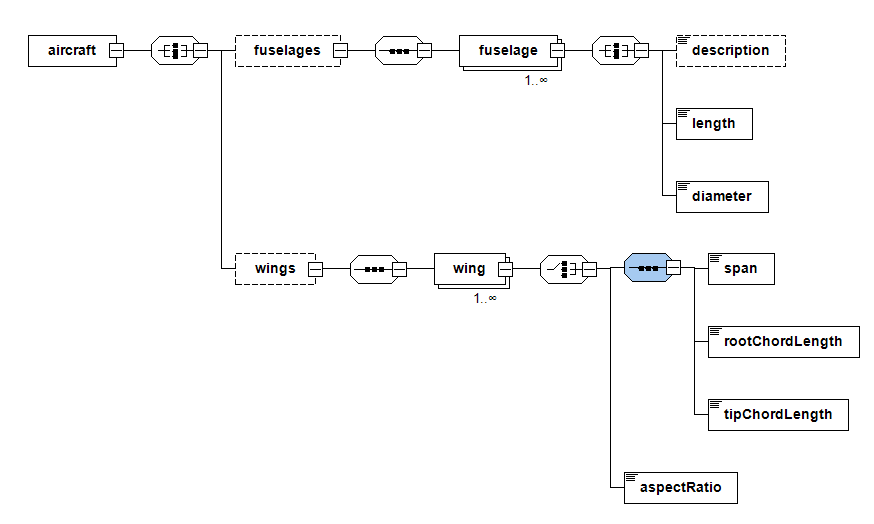 aircraft
fuselages
fuselage
1..∞
description
length
diameter
wings
wing
1..∞
span
rootChordLength
tipChordLength
aspectRatio